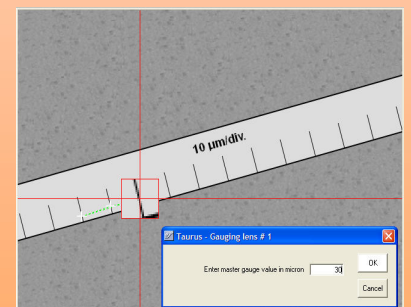 10 µm/div.
Taurus - Gauging lens # 1
Enter master gauge value in micron 30
OK
Cancel